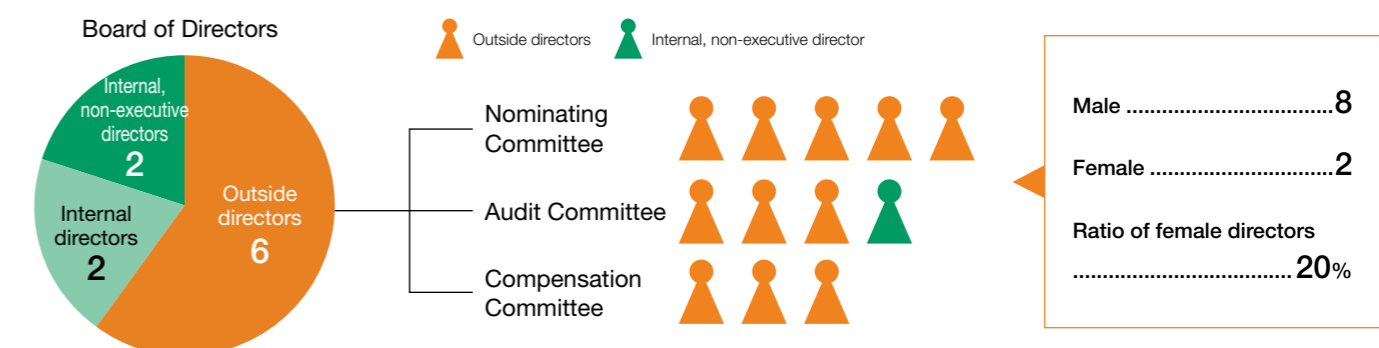 Board of Directors
Outside directors
Internal, non-executive director
Internal,
non-executive
directors
2
Internal
directors
2
Outside
directors
6
Nominating
Committee
Audit Committee
Compensation
Committee
Male ...................................8
Female ...............................2
Ratio of female directors
..................................... 20%